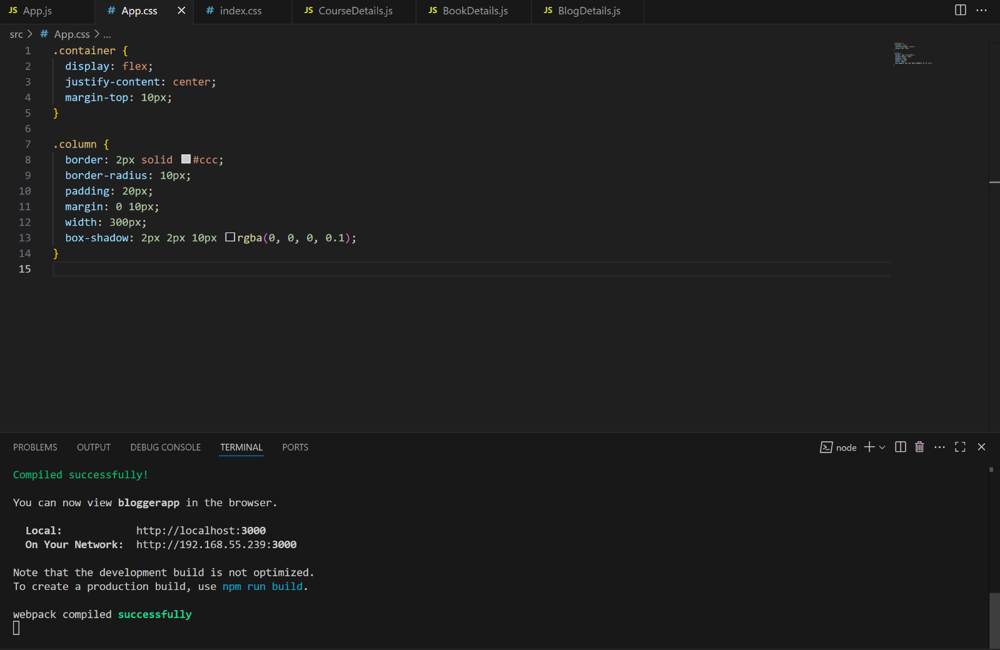 JS App.js # App.css # index.css JS CourseDetails.js JS BookDetails.js JS BlogDetails.js
src > # App.css > ...
1 .container {
2 display: flex;
3 justify-content: center;
4 margin-top: 10px;
5 }
6
7 .column {
8 border: 2px solid #ccc;
9 border-radius: 10px;
10 padding: 20px;
11 margin: 0 10px;
12 width: 300px;
13 box-shadow: 2px 2px 10px rgba(0, 0, 0, 0.1);
14 }
15
PROBLEMS OUTPUT DEBUG CONSOLE TERMINAL PORTS node
Compiled successfully!
You can now view bloggerapp in the browser.
Local: http://localhost:3000
On Your Network: http://192.168.55.239:3000
Note that the development build is not optimized.
To create a production build, use npm run build.
webpack compiled successfully